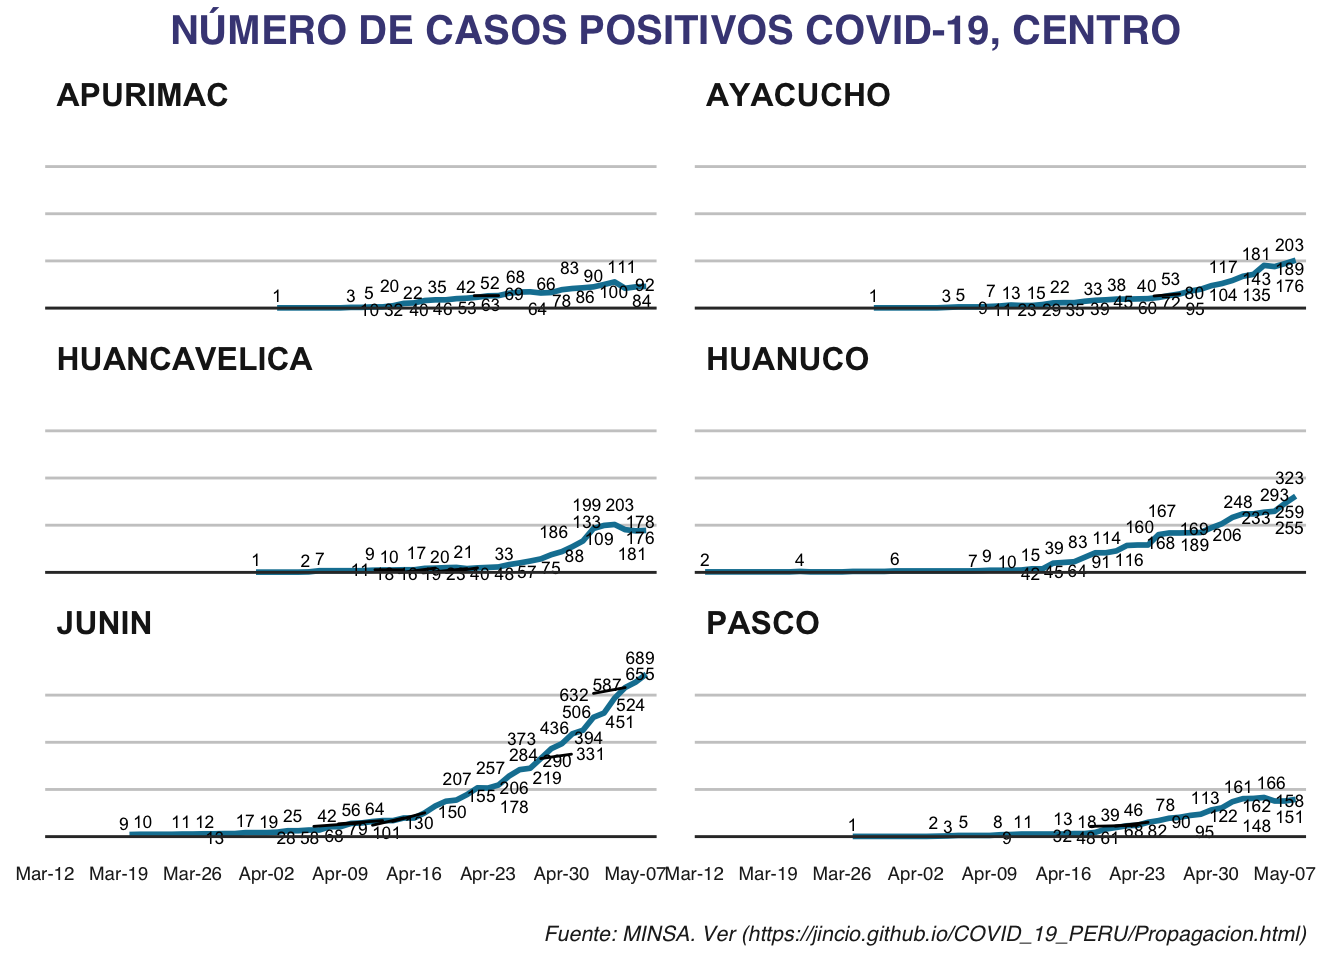 NÚMERO DE CASOS POSITIVOS COVID-19, CENTRO
APURIMAC
1 3 5 10 20 32 22 40 35 46 42 53 52 63 68 69 64 66 78 83 86 90 100 111 84 92
AYACUCHO
1 3 5 9 7 11 13 23 15 29 22 35 33 39 38 45 40 60 53 72 80 95 104 117 143 181 135 203 189 176
HUANCAVELICA
1 2 7 11 9 18 10 16 17 19 20 23 21 40 33 48 57 75 186 88 199 133 109 203 178 176 181
HUANUCO
2 4 6 7 9 10 15 42 39 45 83 64 114 91 116 160 167 168 169 189 206 248 233 293 323 259 255
JUNIN
9 10 11 12 13 17 19 25 28 58 42 68 56 79 64 101 130 207 150 155 257 206 178 373 284 219 436 290 331 506 394 632 587 451 524 689 655
PASCO
1 2 3 5 9 11 32 18 48 39 61 46 68 82 78 90 113 95 122 161 162 148 166 158 151
Mar-12 Mar-19 Mar-26 Apr-02 Apr-09 Apr-16 Apr-23 Apr-30 May-07 Mar-12 Mar-19 Mar-26 Apr-02 Apr-09 Apr-16 Apr-23 Apr-30 May-07
Fuente: MINSA. Ver (https://jincio.github.io/COVID_19_PERU/Propagacion.html)